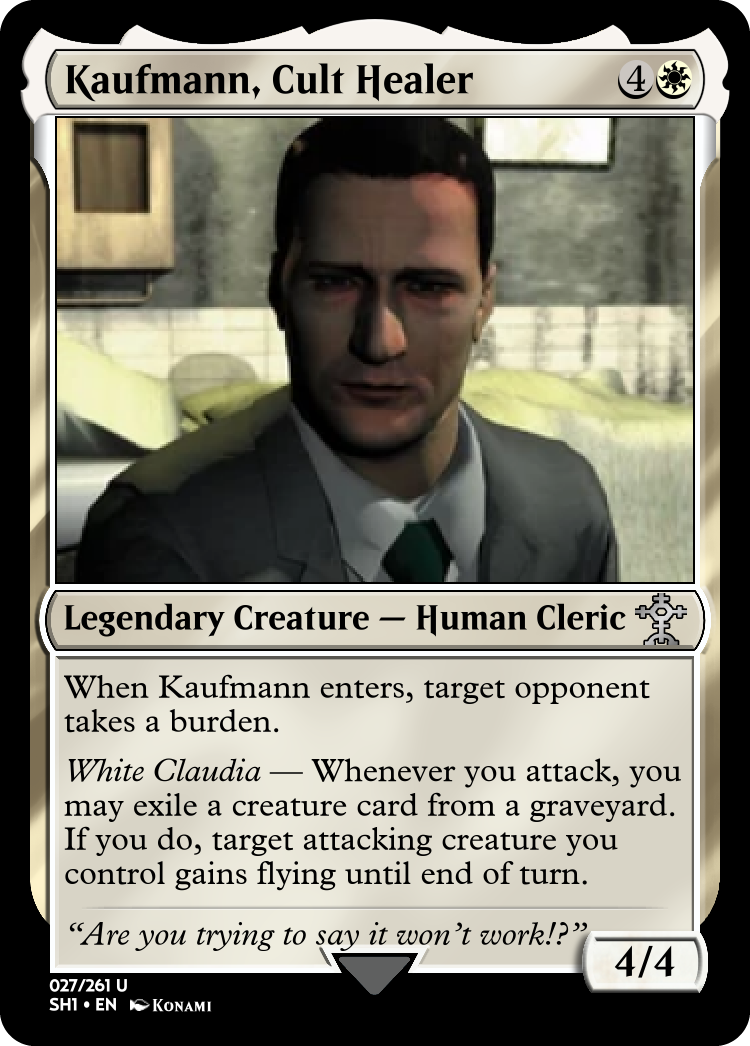 Kaufmann, Cult Healer 4
Legendary Creature — Human Cleric
When Kaufmann enters, target opponent
takes a burden.
White Claudia — Whenever you attack, you
may exile a creature card from a graveyard.
If you do, target attacking creature you
control gains flying until end of turn.
“Are you trying to say it won’t work!?”
4/4
027/261 U
SH1 • EN KONAMI